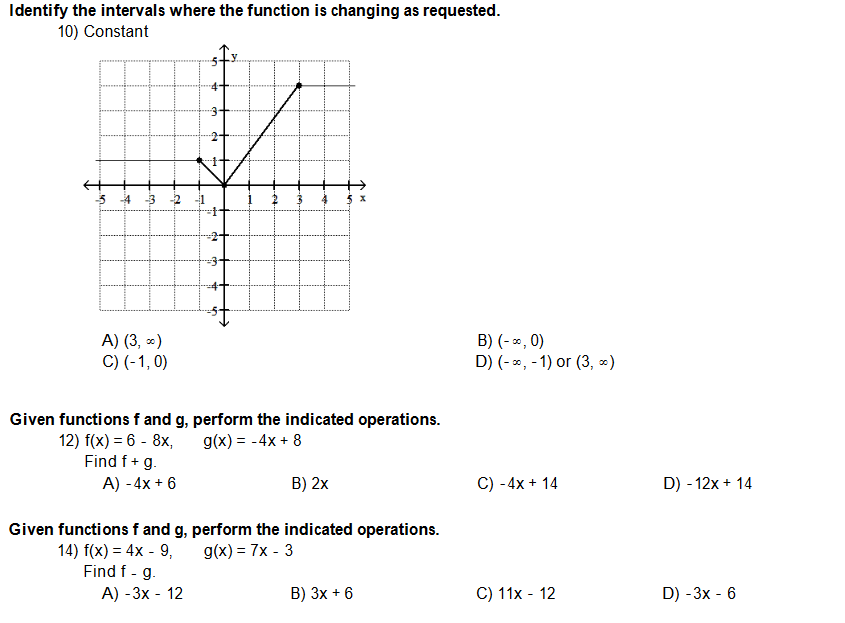 Identify the intervals where the function is changing as requested.
10) Constant
y
5
4
3
2
1
-5 -4 -3 -2 -1 1 2 3 4 5 x
-1
-2
-3
-4
-5
A) (3, ∞) B) (-∞, 0)
C) (-1, 0) D) (-∞, -1) or (3, ∞)
Given functions f and g, perform the indicated operations.
12) f(x) = 6 - 8x, g(x) = -4x + 8
Find f + g.
A) -4x + 6 B) 2x C) -4x + 14 D) -12x + 14
Given functions f and g, perform the indicated operations.
14) f(x) = 4x - 9, g(x) = 7x - 3
Find f - g.
A) -3x - 12 B) 3x + 6 C) 11x - 12 D) -3x - 6